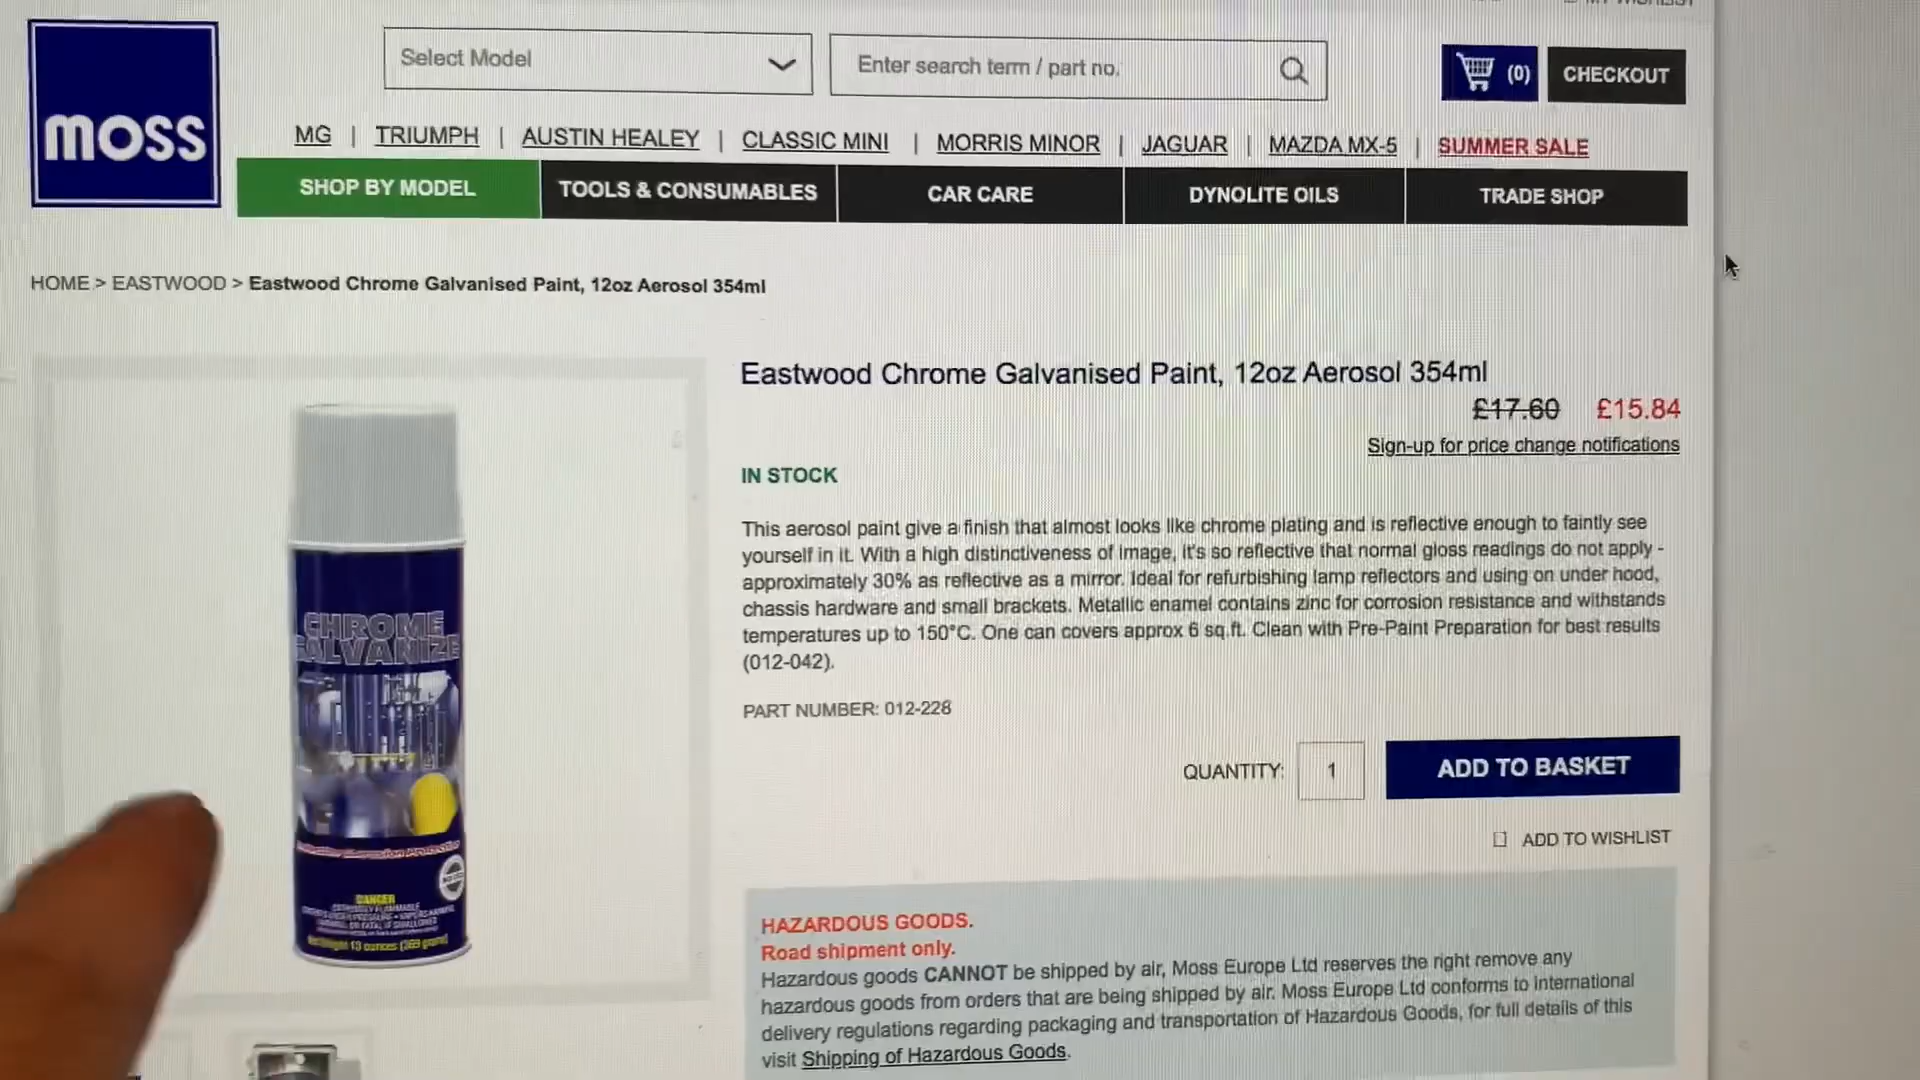 MOSS
Select Model
Enter search term / part no.
(0)
CHECKOUT
MG | TRIUMPH | AUSTIN HEALEY | CLASSIC MINI | MORRIS MINOR | JAGUAR | MAZDA MX-5 | SUMMER SALE
SHOP BY MODEL
TOOLS & CONSUMABLES
CAR CARE
DYNOLITE OILS
TRADE SHOP
HOME > EASTWOOD > Eastwood Chrome Galvanised Paint, 12oz Aerosol 354ml
Eastwood Chrome Galvanised Paint, 12oz Aerosol 354ml
£17.60 £15.84
Sign-up for price change notifications
IN STOCK
This aerosol paint give a finish that almost looks like chrome plating and is reflective enough to faintly see
yourself in it. With a high distinctiveness of image, it's so reflective that normal gloss readings do not apply -
approximately 30% as reflective as a mirror. Ideal for refurbishing lamp reflectors and using on under hood,
chassis hardware and small brackets. Metallic enamel contains zinc for corrosion resistance and withstands
temperatures up to 150°C. One can covers approx 6 sq.ft. Clean with Pre-Paint Preparation for best results
(012-042).
PART NUMBER: 012-228
QUANTITY: 1
ADD TO BASKET
ADD TO WISHLIST
HAZARDOUS GOODS.
Road shipment only.
Hazardous goods CANNOT be shipped by air, Moss Europe Ltd reserves the right remove any
hazardous goods from orders that are being shipped by air. Moss Europe Ltd conforms to international
delivery regulations regarding packaging and transportation of Hazardous Goods, for full details of this
visit Shipping of Hazardous Goods.
CHROME
GALVANIZE
DANGER
EXTREMELY FLAMMABLE
13 ounces